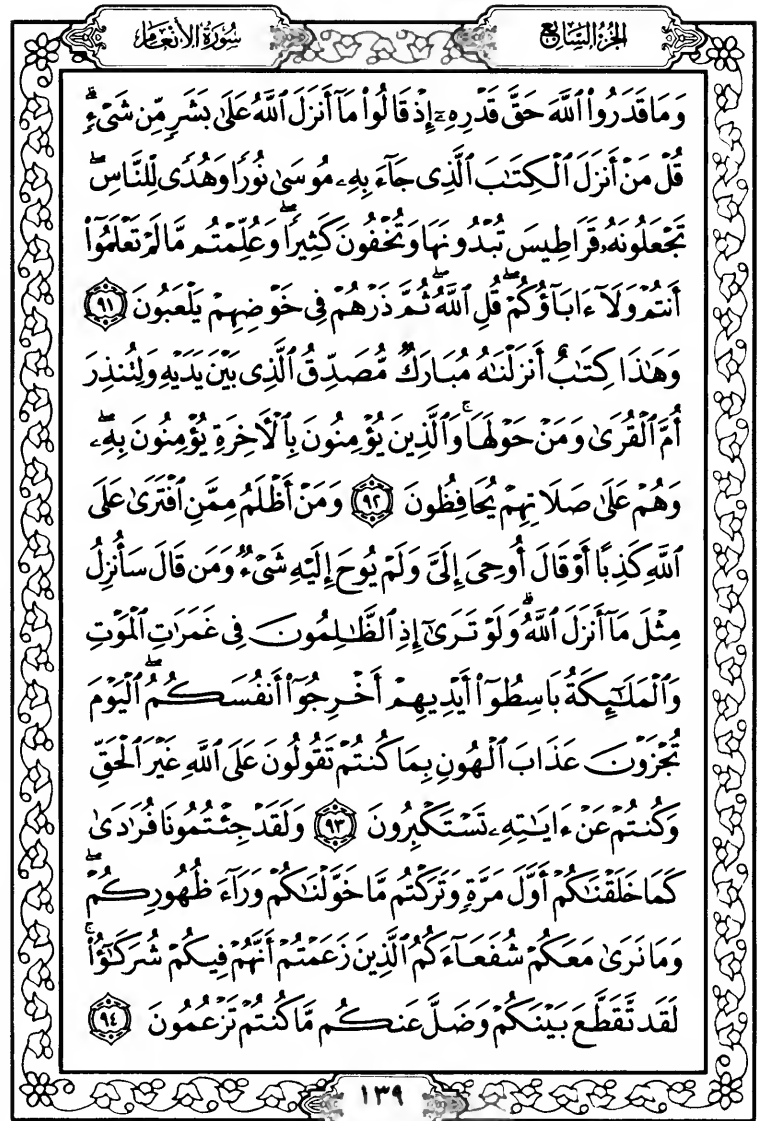 الجزء السابع
سورة الأنعام
وَمَا قَدَرُوا۟ ٱللَّهَ حَقَّ قَدْرِهِۦٓ إِذْ قَالُوا۟ مَآ أَنزَلَ ٱللَّهُ عَلَىٰ بَشَرٍ مِّن شَىْءٍ ۗ
قُلْ مَنْ أَنزَلَ ٱلْكِتَٰبَ ٱلَّذِى جَآءَ بِهِۦ مُوسَىٰ نُورًا وَهُدًى لِّلنَّاسِ ۖ
تَجْعَلُونَهُۥ قَرَاطِيسَ تُبْدُونَهَا وَتُخْفُونَ كَثِيرًا ۖ وَعُلِّمْتُم مَّا لَمْ تَعْلَمُوٓا۟
أَنتُمْ وَلَآ ءَابَآؤُكُمْ ۖ قُلِ ٱللَّهُ ۖ ثُمَّ ذَرْهُمْ فِى خَوْضِهِمْ يَلْعَبُونَ ٩١
وَهَٰذَا كِتَٰبٌ أَنزَلْنَٰهُ مُبَارَكٌ مُّصَدِّقُ ٱلَّذِى بَيْنَ يَدَيْهِ وَلِتُنذِرَ
أُمَّ ٱلْقُرَىٰ وَمَنْ حَوْلَهَا ۚ وَٱلَّذِينَ يُؤْمِنُونَ بِٱلْءَاخِرَةِ يُؤْمِنُونَ بِهِۦ ۖ
وَهُمْ عَلَىٰ صَلَاتِهِمْ يُحَافِظُونَ ٩٢ وَمَنْ أَظْلَمُ مِمَّنِ ٱفْتَرَىٰ عَلَى
ٱللَّهِ كَذِبًا أَوْ قَالَ أُوحِىَ إِلَىَّ وَلَمْ يُوحَ إِلَيْهِ شَىْءٌ وَمَن قَالَ سَأُنزِلُ
مِثْلَ مَآ أَنزَلَ ٱللَّهُ ۗ وَلَوْ تَرَىٰٓ إِذِ ٱلظَّٰلِمُونَ فِى غَمَرَٰتِ ٱلْمَوْتِ
وَٱلْمَلَٰٓئِكَةُ بَاسِطُوٓا۟ أَيْدِيهِمْ أَخْرِجُوٓا۟ أَنفُسَكُمُ ۖ ٱلْيَوْمَ
تُجْزَوْنَ عَذَابَ ٱلْهُونِ بِمَا كُنتُمْ تَقُولُونَ عَلَى ٱللَّهِ غَيْرَ ٱلْحَقِّ
وَكُنتُمْ عَنْ ءَايَٰتِهِۦ تَسْتَكْبِرُونَ ٩٣ وَلَقَدْ جِئْتُمُونَا فُرَٰدَىٰ
كَمَا خَلَقْنَٰكُمْ أَوَّلَ مَرَّةٍ وَتَرَكْتُم مَّا خَوَّلْنَٰكُمْ وَرَآءَ ظُهُورِكُمْ ۖ
وَمَا نَرَىٰ مَعَكُمْ شُفَعَآءَكُمُ ٱلَّذِينَ زَعَمْتُمْ أَنَّهُمْ فِيكُمْ شُرَكَٰٓؤُا۟ ۚ
لَقَد تَّقَطَّعَ بَيْنَكُمْ وَضَلَّ عَنكُم مَّا كُنتُمْ تَزْعُمُونَ ٩٤
١٣٩